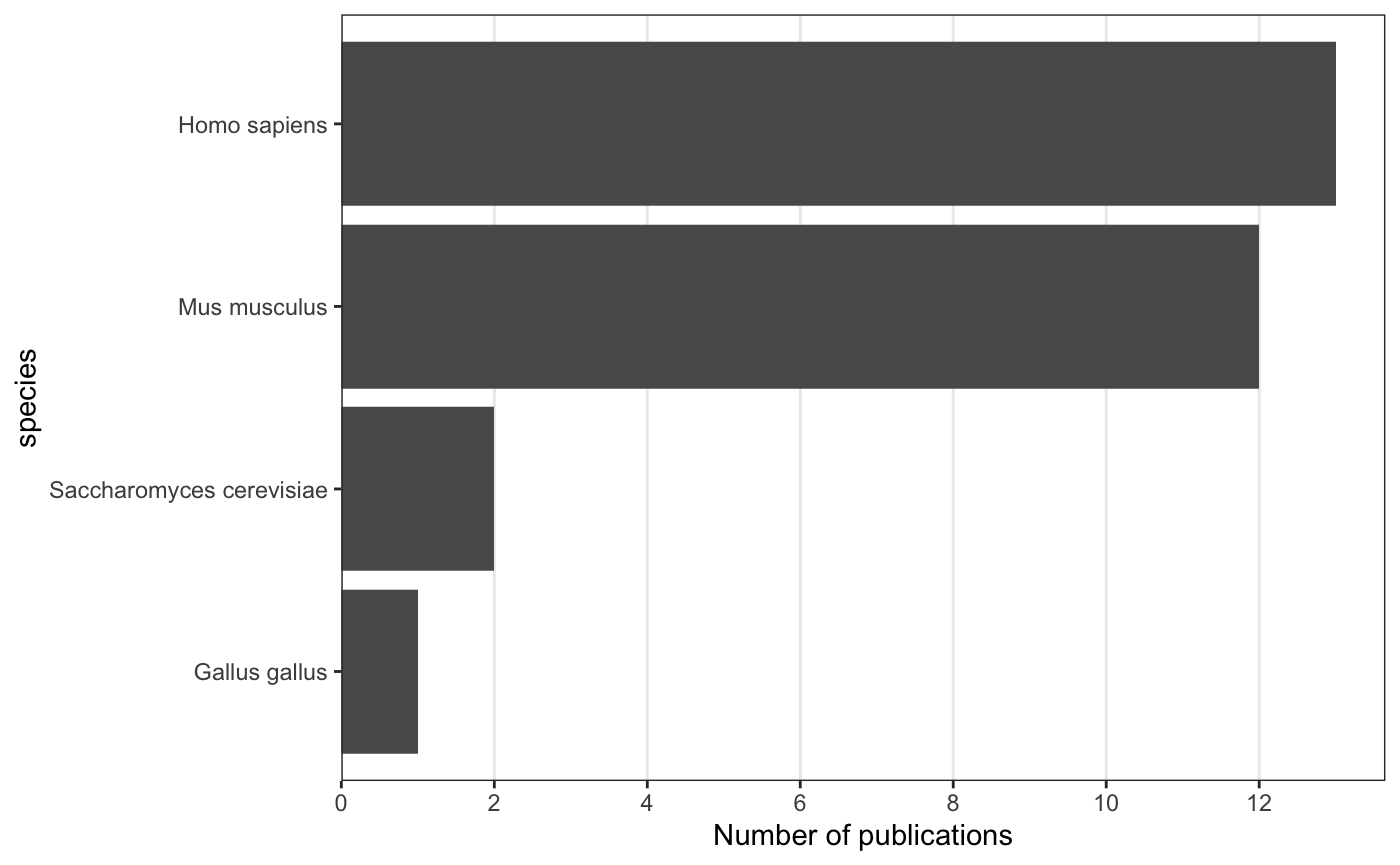 species
Homo sapiens
Mus musculus
Saccharomyces cerevisiae
Gallus gallus
0 2 4 6 8 10 12
Number of publications